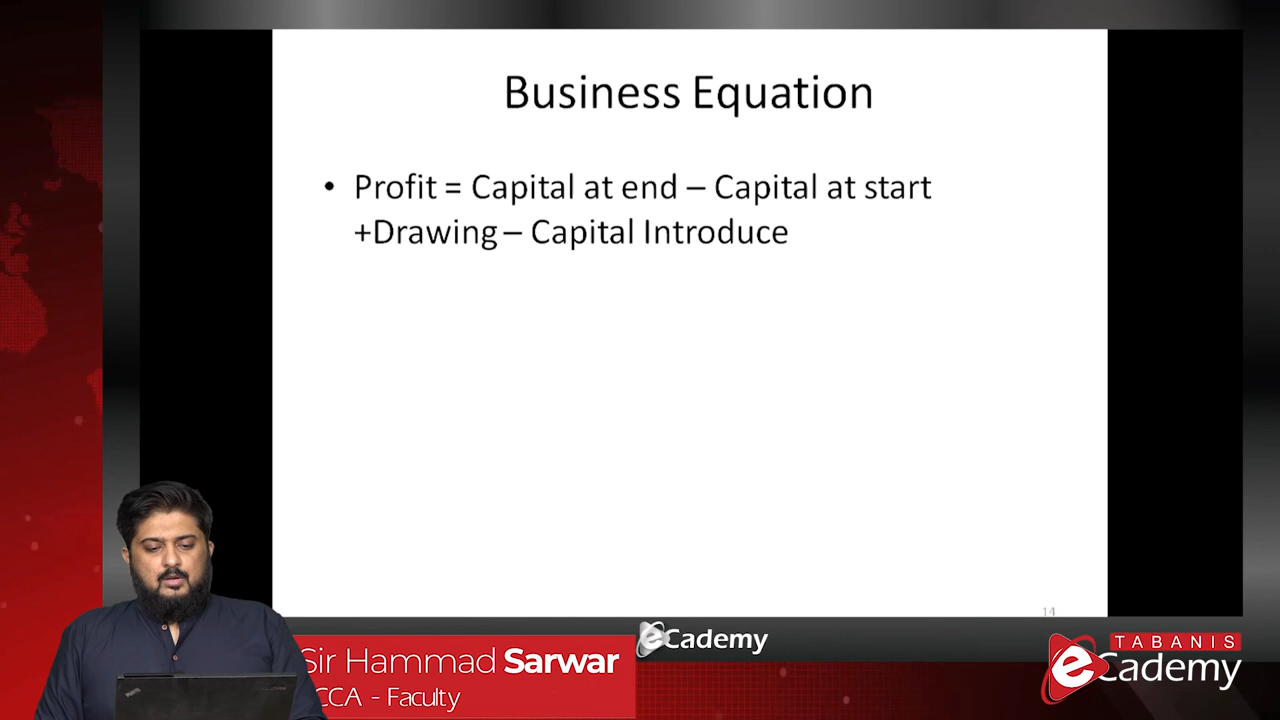 Business Equation
• Profit = Capital at end – Capital at start
+Drawing – Capital Introduce
14
eCademy
Sir Hammad Sarwar
CCA - Faculty
TABANIS
eCademy